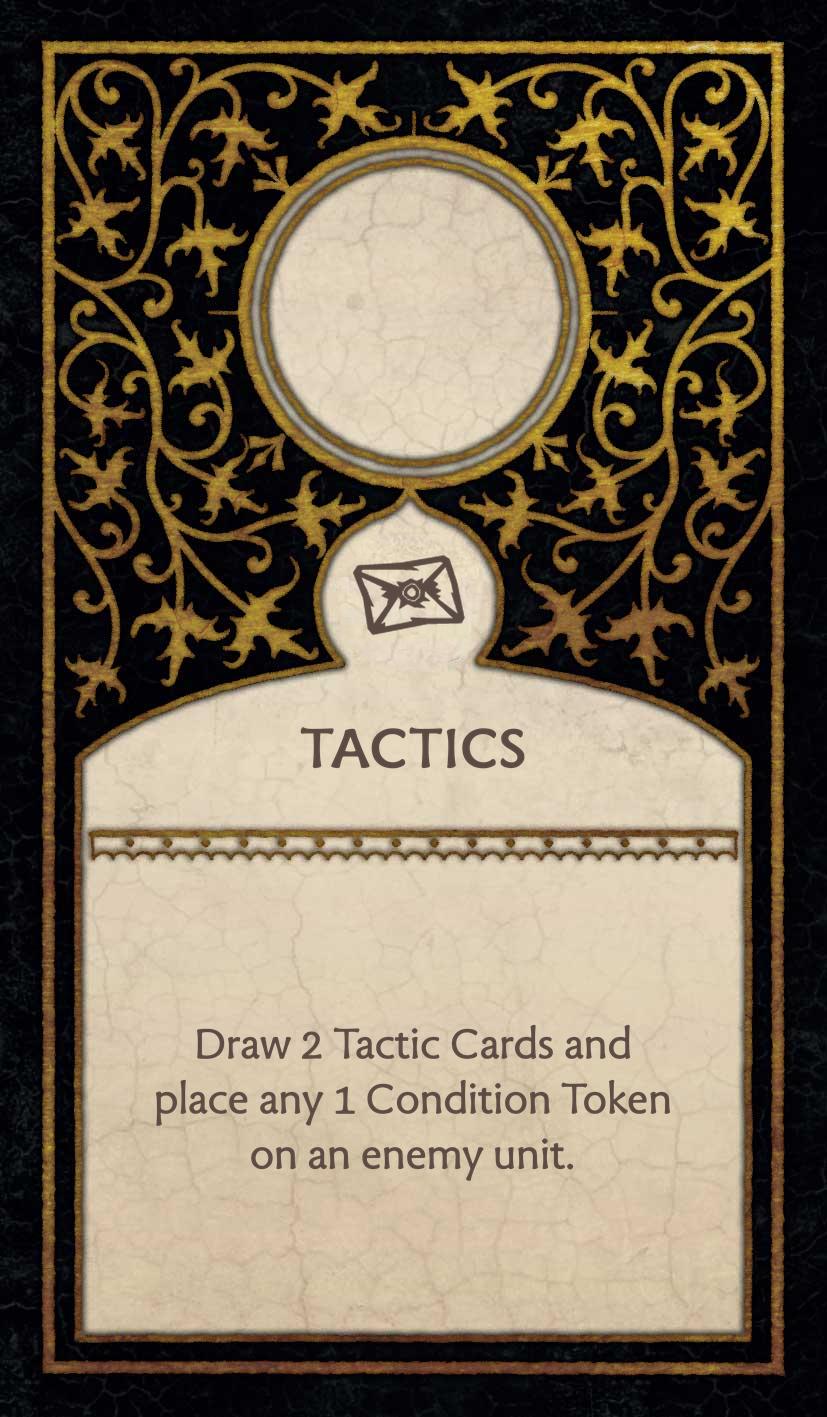 TACTICS
Draw 2 Tactic Cards and
place any 1 Condition Token
on an enemy unit.